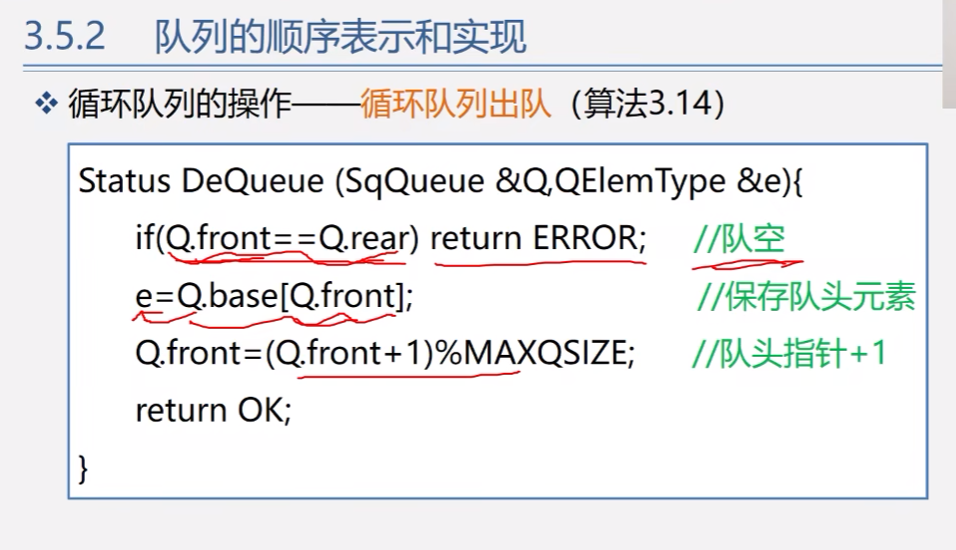 3.5.2 队列的顺序表示和实现
❖ 循环队列的操作——循环队列出队（算法3.14）
Status DeQueue (SqQueue &Q,QElemType &e){
if(Q.front==Q.rear) return ERROR; //队空
e=Q.base[Q.front]; //保存队头元素
Q.front=(Q.front+1)%MAXQSIZE; //队头指针+1
return OK;
}